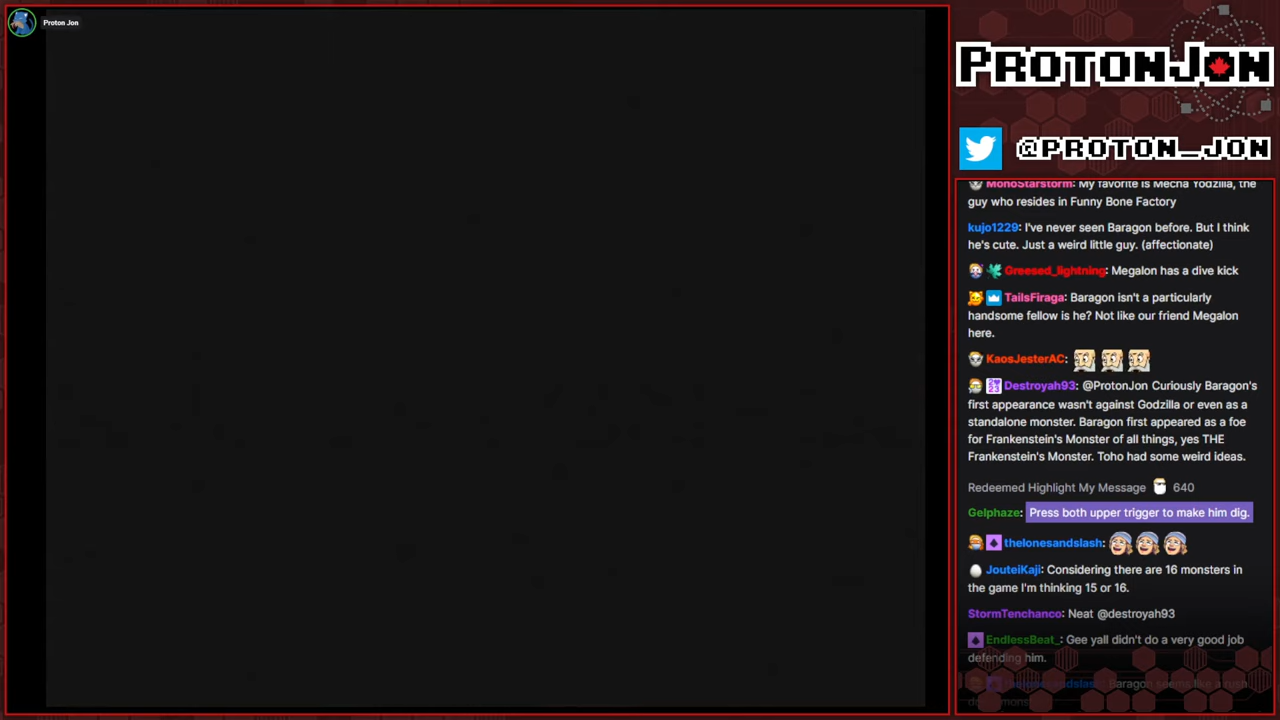 Proton Jon
PROTONJON
@PROTON_JON
MonoStarstorm: My favorite is Mecha Yodzilla, the
guy who resides in Funny Bone Factory
kujo1229: I've never seen Baragon before. But I think
he's cute. Just a weird little guy. (affectionate)
Greesed_lightning: Megalon has a dive kick
TailsFiraga: Baragon isn't a particularly
handsome fellow is he? Not like our friend Megalon
here.
KaosJesterAC:
Destroyah93: @ProtonJon Curiously Baragon's
first appearance wasn't against Godzilla or even as a
standalone monster. Baragon first appeared as a foe
for Frankenstein's Monster of all things, yes THE
Frankenstein's Monster. Toho had some weird ideas.
Redeemed Highlight My Message 640
Gelphaze: Press both upper trigger to make him dig.
thelonesandslash:
JouteiKaji: Considering there are 16 monsters in
the game I'm thinking 15 or 16.
StormTenchanco: Neat @destroyah93
EndlessBeat_: Gee yall didn't do a very good job
defending him.
thelonesandslash: Baragon seems like a rush